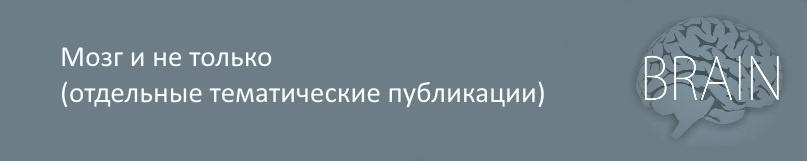 Мозг и не только
(отдельные тематические публикации)
BRAIN